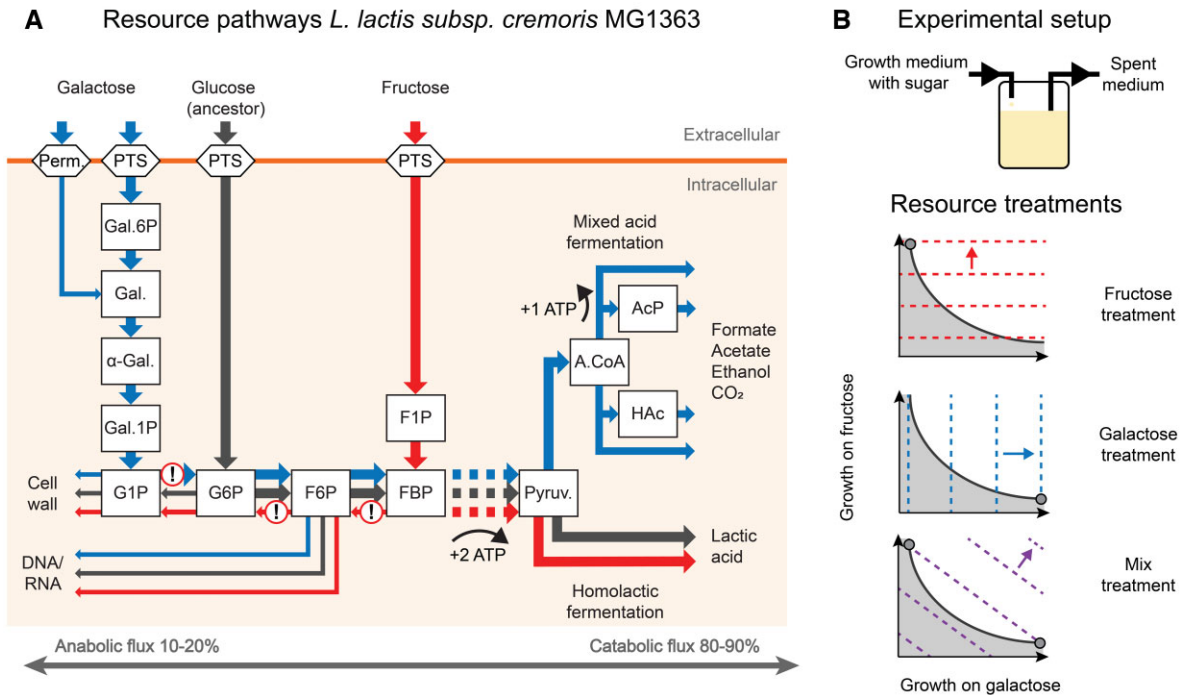 A Resource pathways L. lactis subsp. cremoris MG1363
Galactose
Glucose
(ancestor)
Fructose
Extracellular
Perm.
PTS
PTS
PTS
Intracellular
Gal.6P
Gal.
α-Gal.
Gal.1P
Mixed acid
fermentation
+1 ATP
AcP
A.CoA
HAc
Formate
Acetate
Ethanol
CO₂
F1P
Cell
wall
G1P
!
G6P
F6P
FBP
Pyruv.
!
!
+2 ATP
Lactic
acid
DNA/
RNA
Homolactic
fermentation
Anabolic flux 10-20%
Catabolic flux 80-90%
B Experimental setup
Growth medium
with sugar
Spent
medium
Resource treatments
Fructose
treatment
Growth on fructose
Galactose
treatment
Mix
treatment
Growth on galactose